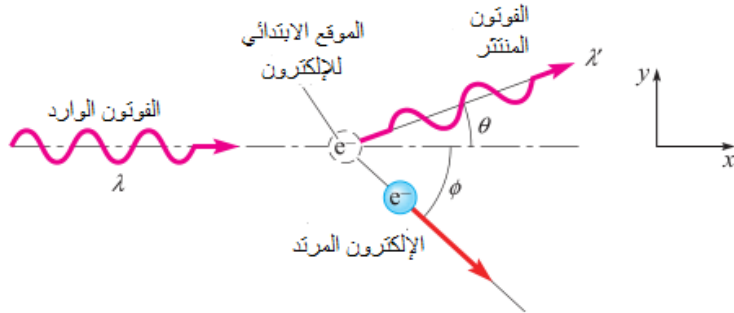 الموقع الابتدائي
للإلكترون
الفوتون
المنتثر
λ'
الفوتون الوارد
y
θ
e⁻
x
λ
ϕ
e⁻
الإلكترون المرتد